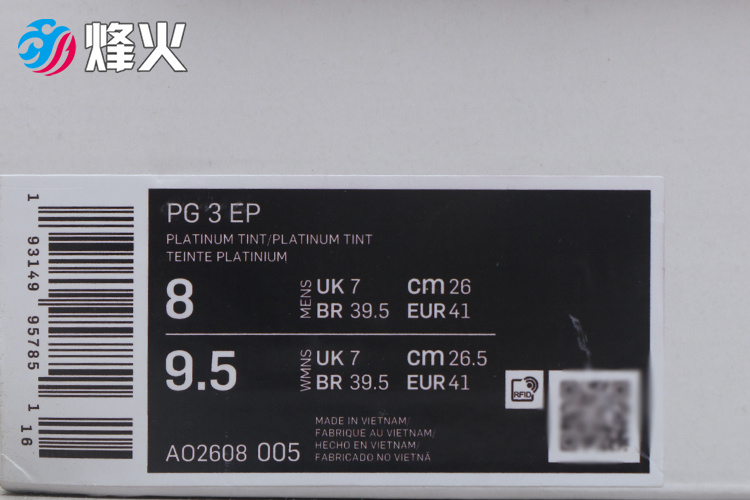 烽火
PG 3 EP
PLATINUM TINT/PLATINUM TINT
TEINTE PLATINIUM
8 MENS UK 7 cm 26
BR 39.5 EUR 41
9.5 WMNS UK 7 cm 26.5
BR 39.5 EUR 41
RFID
MADE IN VIETNAM/
FABRIQUE AU VIETNAM/
HECHO EN VIETNAM/
FABRICADO NO VIETNÃ
AO2608 005
1 93149 95785 1 16